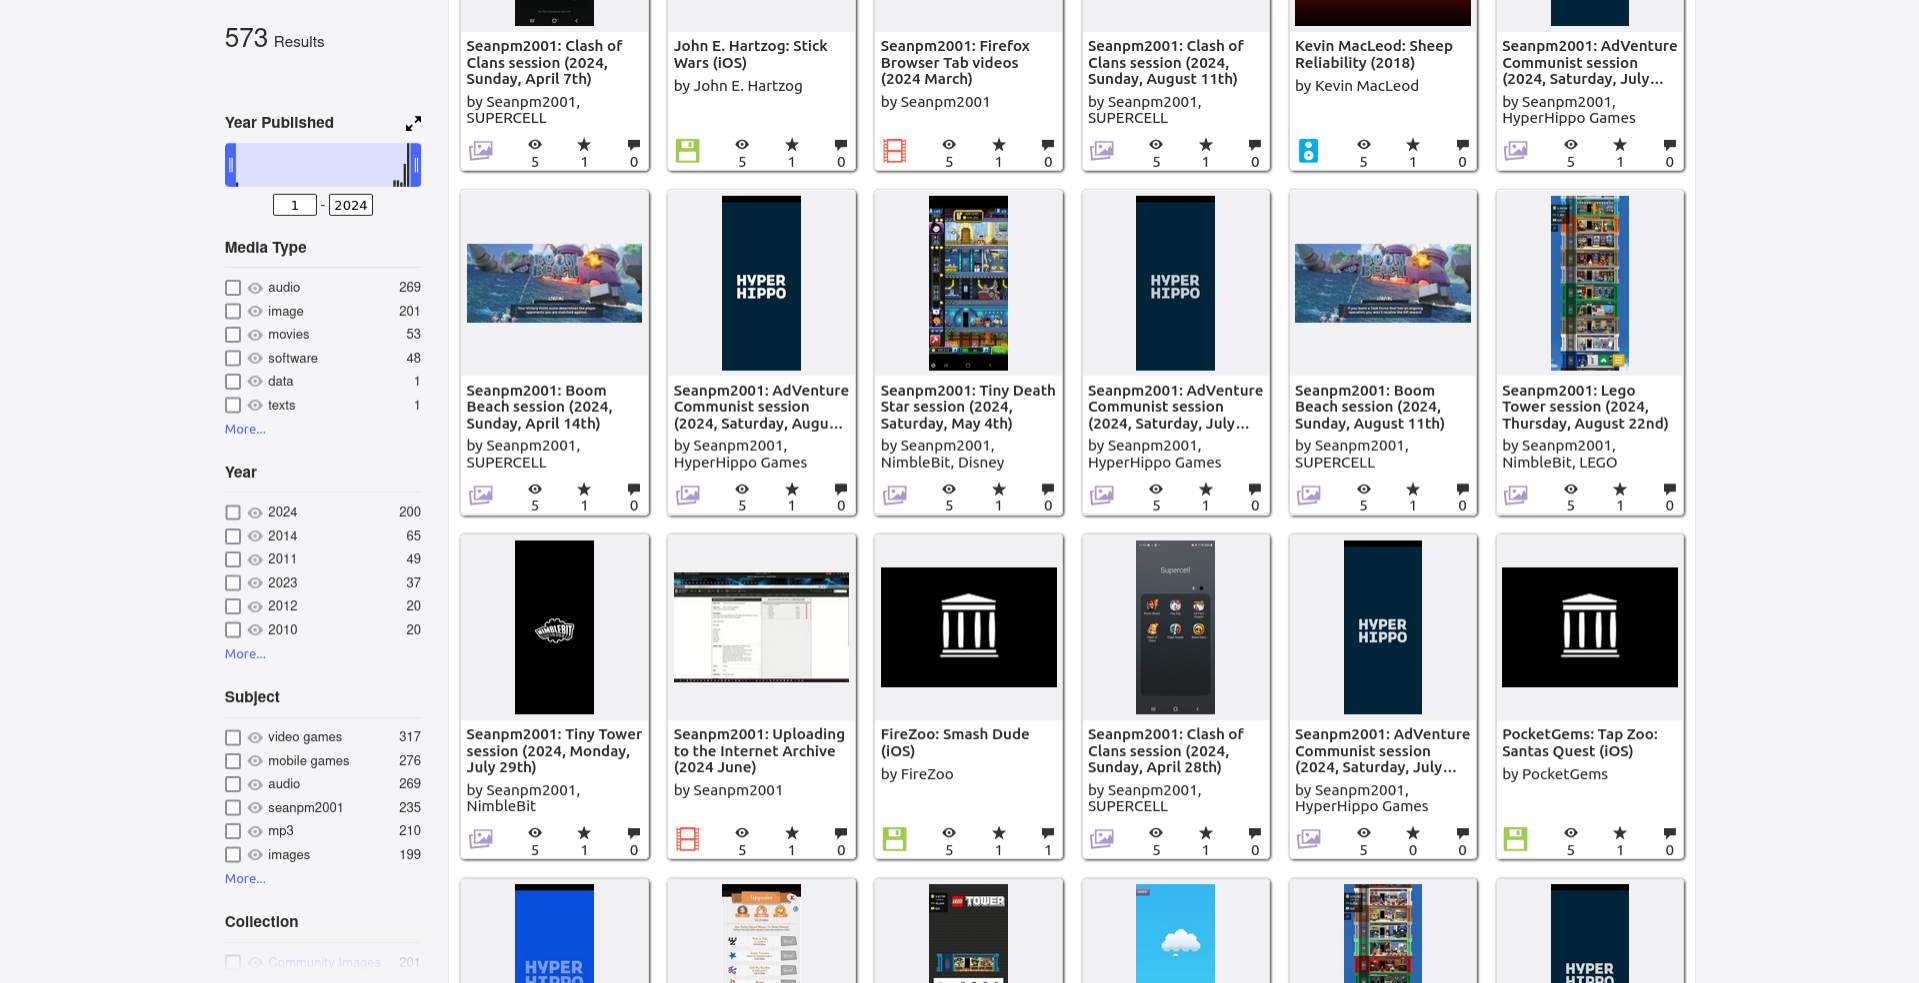 573 Results
Year Published
1 - 2024
Media Type
audio 269
image 201
movies 53
software 48
data 1
texts 1
More...
Year
2024 200
2014 65
2011 49
2023 37
2012 20
2010 20
More...
Subject
video games 317
mobile games 276
audio 269
seanpm2001 235
mp3 210
images 199
More...
Collection
Community Images 201
Seanpm2001: Clash of
Clans session (2024,
Sunday, April 7th)
by Seanpm2001,
SUPERCELL
5 1 0
John E. Hartzog: Stick
Wars (iOS)
by John E. Hartzog
5 1 0
Seanpm2001: Firefox
Browser Tab videos
(2024 March)
by Seanpm2001
5 1 0
Seanpm2001: Clash of
Clans session (2024,
Sunday, August 11th)
by Seanpm2001,
SUPERCELL
5 1 0
Kevin MacLeod: Sheep
Reliability (2018)
by Kevin MacLeod
5 1 0
Seanpm2001: AdVenture
Communist session
(2024, Saturday, July...
by Seanpm2001,
HyperHippo Games
5 1 0
BOOM
BEACH
Seanpm2001: Boom
Beach session (2024,
Sunday, April 14th)
by Seanpm2001,
SUPERCELL
5 1 0
HYPER
HIPPO
Seanpm2001: AdVenture
Communist session
(2024, Saturday, Augu...
by Seanpm2001,
HyperHippo Games
5 1 0
Seanpm2001: Tiny Death
Star session (2024,
Saturday, May 4th)
by Seanpm2001,
NimbleBit, Disney
5 1 0
HYPER
HIPPO
Seanpm2001: AdVenture
Communist session
(2024, Saturday, July...
by Seanpm2001,
HyperHippo Games
5 1 0
BOOM
BEACH
Seanpm2001: Boom
Beach session (2024,
Sunday, August 11th)
by Seanpm2001,
SUPERCELL
5 1 0
Seanpm2001: Lego
Tower session (2024,
Thursday, August 22nd)
by Seanpm2001,
NimbleBit, LEGO
5 1 0
NIMBLEBIT
Seanpm2001: Tiny Tower
session (2024, Monday,
July 29th)
by Seanpm2001,
NimbleBit
5 1 0
Seanpm2001: Uploading
to the Internet Archive
(2024 June)
by Seanpm2001
5 1 0
FireZoo: Smash Dude
(iOS)
by FireZoo
5 1 1
Supercell
Seanpm2001: Clash of
Clans session (2024,
Sunday, April 28th)
by Seanpm2001,
SUPERCELL
5 1 0
HYPER
HIPPO
Seanpm2001: AdVenture
Communist session
(2024, Saturday, July...
by Seanpm2001,
HyperHippo Games
5 0 0
PocketGems: Tap Zoo:
Santas Quest (iOS)
by PocketGems
5 1 0
HYPER
HIPPO
Upgrades
LEGO TOWER
HYPER
HIPPO